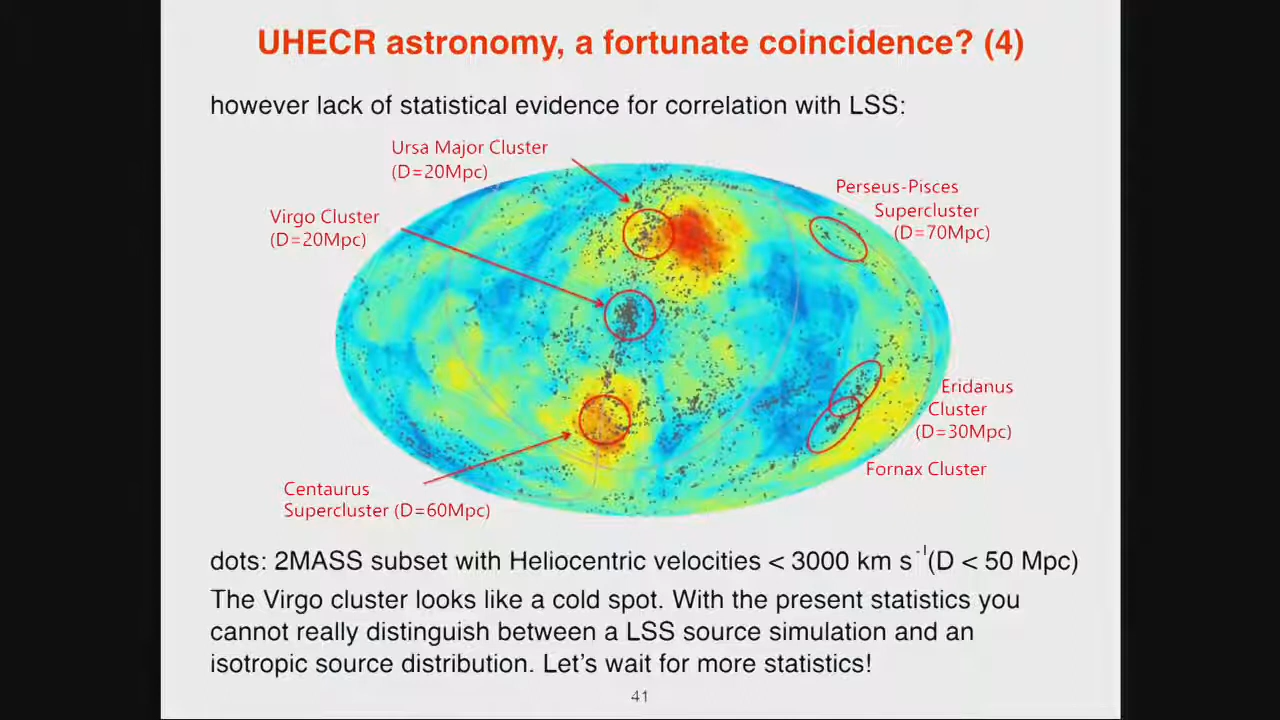 UHECR astronomy, a fortunate coincidence? (4)
however lack of statistical evidence for correlation with LSS:
Ursa Major Cluster
(D=20Mpc)
Perseus-Pisces
Supercluster
(D=70Mpc)
Virgo Cluster
(D=20Mpc)
Eridanus
Cluster
(D=30Mpc)
Fornax Cluster
Centaurus
Supercluster (D=60Mpc)
dots: 2MASS subset with Heliocentric velocities < 3000 km s⁻¹(D < 50 Mpc)
The Virgo cluster looks like a cold spot. With the present statistics you
cannot really distinguish between a LSS source simulation and an
isotropic source distribution. Let's wait for more statistics!
41